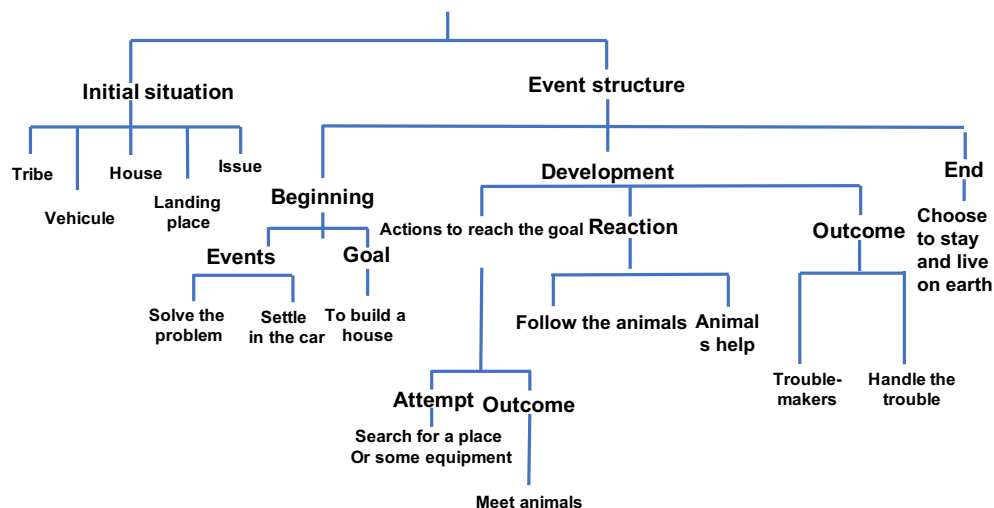 Initial situation
Event structure
Tribe
Vehicule
House
Landing
place
Issue
Beginning
Development
End
Events
Goal
Actions to reach the goal
Reaction
Outcome
Choose
to stay
and live
on earth
Solve the
problem
Settle
in the car
To build a
house
Follow the animals
Animal
s help
Trouble-
makers
Handle the
trouble
Attempt
Outcome
Search for a place
Or some equipment
Meet animals